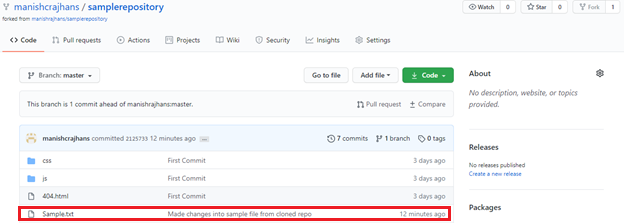 manishcrajhans / samplerepository
Watch 0 Star 0 Fork 1
forked from manishrajhans/samplerepository
Code Pull requests Actions Projects Wiki Security Insights Settings
Branch: master Go to file Add file Code
About
No description, website, or topics provided.
This branch is 1 commit ahead of manishrajhans:master. Pull request Compare
manishcrajhans committed 2125733 12 minutes ago ... 7 commits 1 branch 0 tags
css First Commit 3 days ago
js First Commit 3 days ago
404.html First Commit 3 days ago
Sample.txt Made changes into sample file from cloned repo 12 minutes ago
Releases
No releases published
Create a new release
Packages